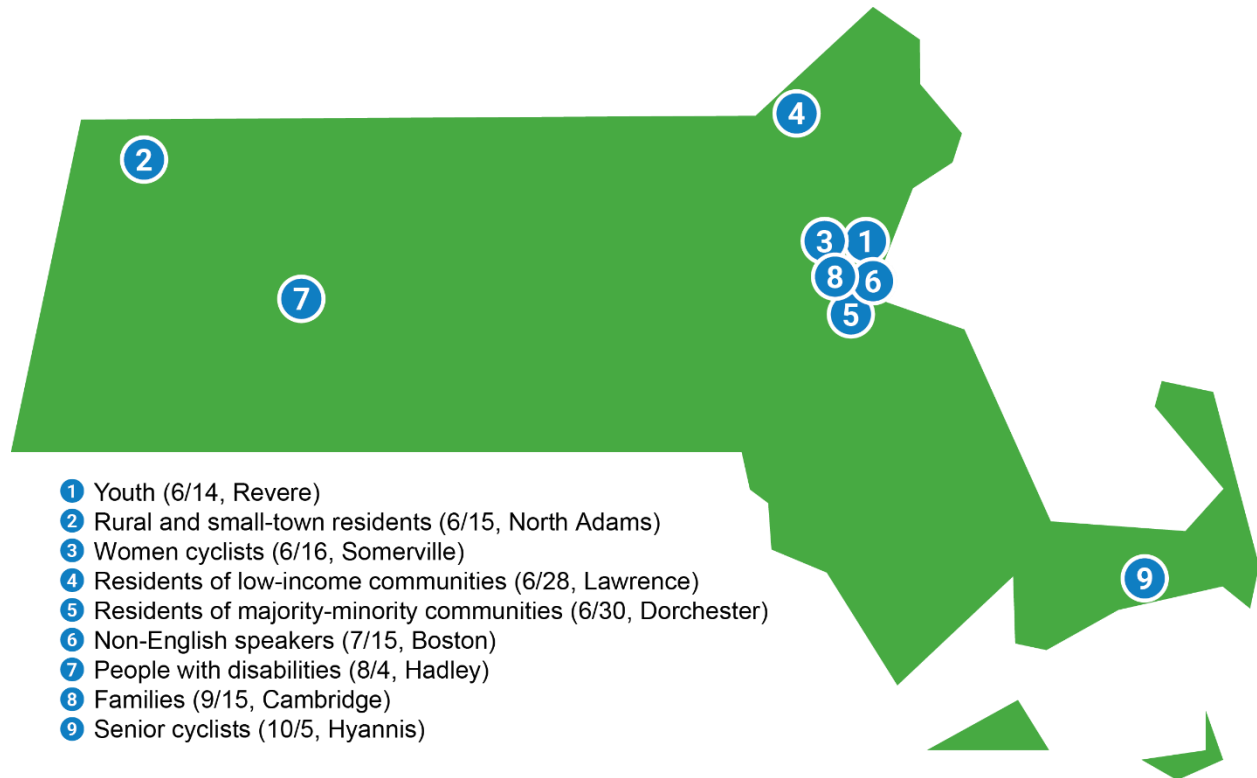 4
2
3
1
8
6
7
5
9
1 Youth (6/14, Revere)
2 Rural and small-town residents (6/15, North Adams)
3 Women cyclists (6/16, Somerville)
4 Residents of low-income communities (6/28, Lawrence)
5 Residents of majority-minority communities (6/30, Dorchester)
6 Non-English speakers (7/15, Boston)
7 People with disabilities (8/4, Hadley)
8 Families (9/15, Cambridge)
9 Senior cyclists (10/5, Hyannis)